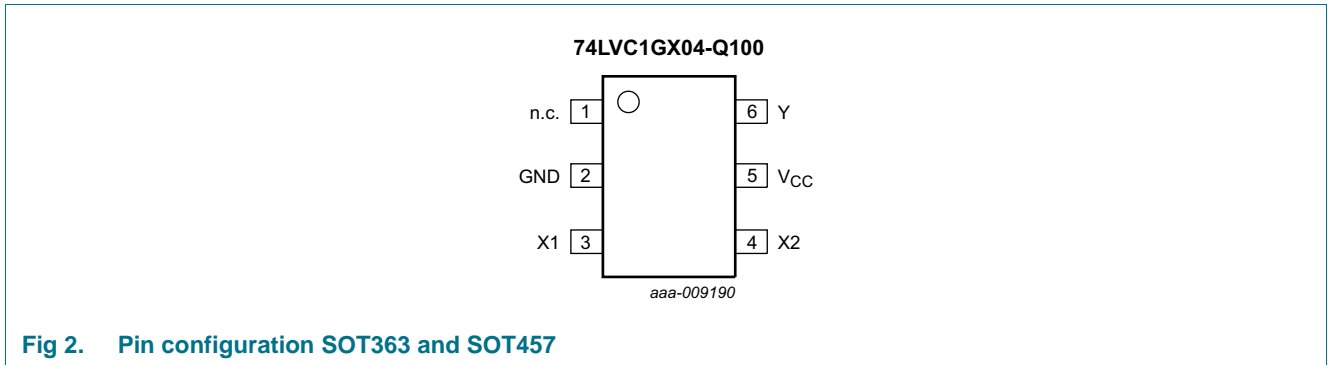 74LVC1GX04-Q100
n.c. 1 6 Y
GND 2 5 VCC
X1 3 4 X2
aaa-009190
Fig 2. Pin configuration SOT363 and SOT457